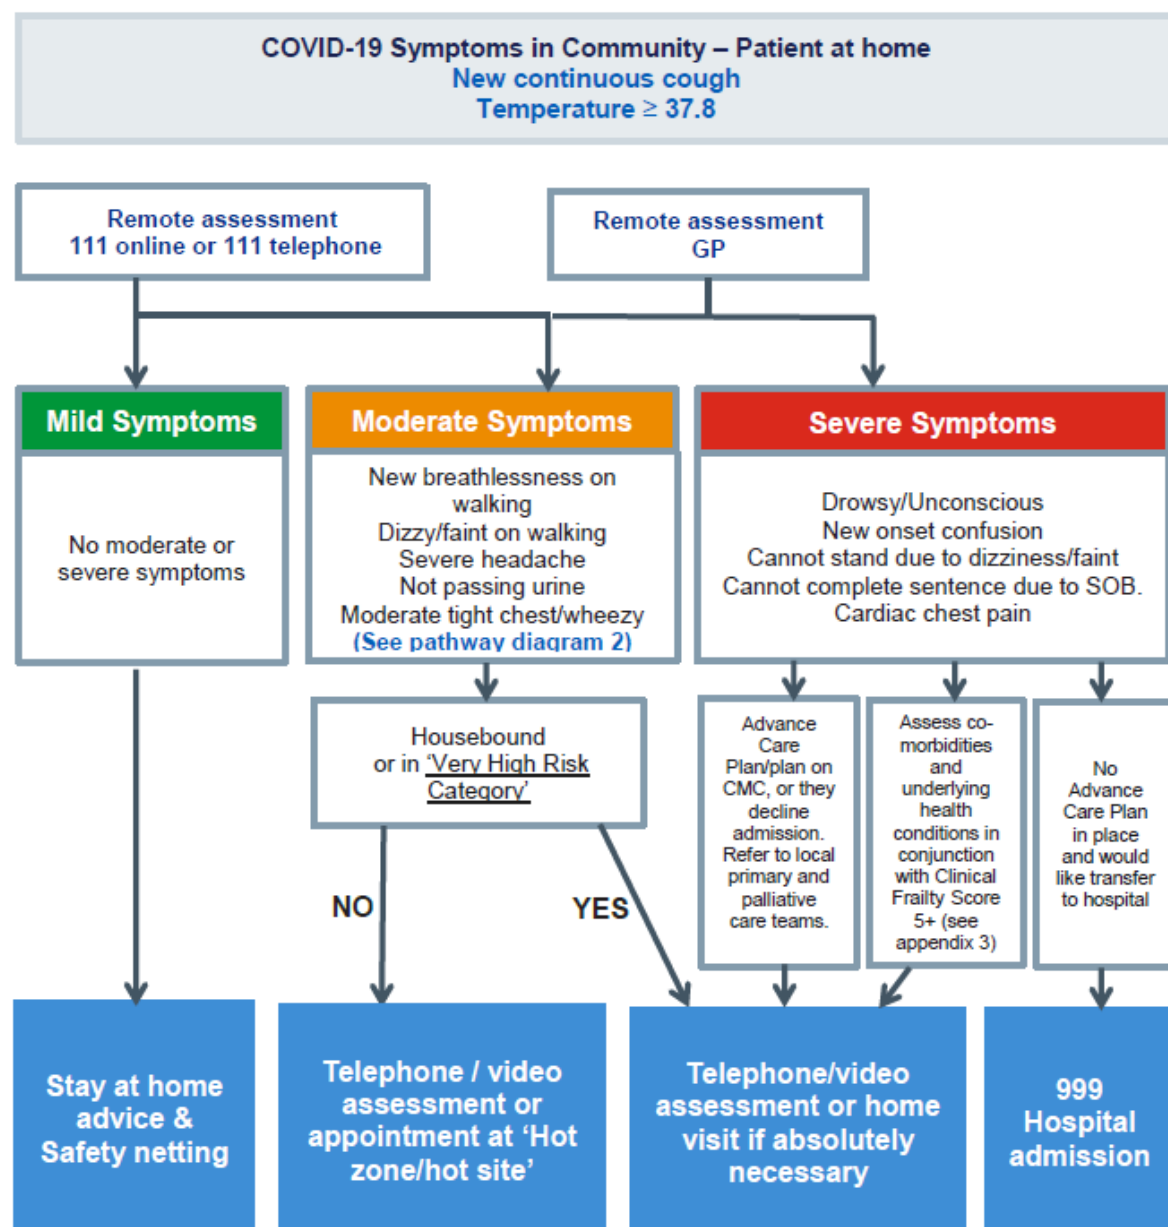 COVID-19 Symptoms in Community – Patient at home
New continuous cough
Temperature ≥ 37.8
Remote assessment
111 online or 111 telephone
Remote assessment
GP
Mild Symptoms
No moderate or
severe symptoms
Moderate Symptoms
New breathlessness on
walking
Dizzy/faint on walking
Severe headache
Not passing urine
Moderate tight chest/wheezy
(See pathway diagram 2)
Severe Symptoms
Drowsy/Unconscious
New onset confusion
Cannot stand due to dizziness/faint
Cannot complete sentence due to SOB.
Cardiac chest pain
Housebound
or in ‘Very High Risk
Category’
Advance
Care
Plan/plan on
CMC, or they
decline
admission.
Refer to local
primary and
palliative
care teams.
Assess co-
morbidities
and
underlying
health
conditions in
conjunction
with Clinical
Frailty Score
5+ (see
appendix 3)
No
Advance
Care Plan
in place
and would
like transfer
to hospital
NO
YES
Stay at home
advice &
Safety netting
Telephone / video
assessment or
appointment at ‘Hot
zone/hot site’
Telephone/video
assessment or home
visit if absolutely
necessary
999
Hospital
admission